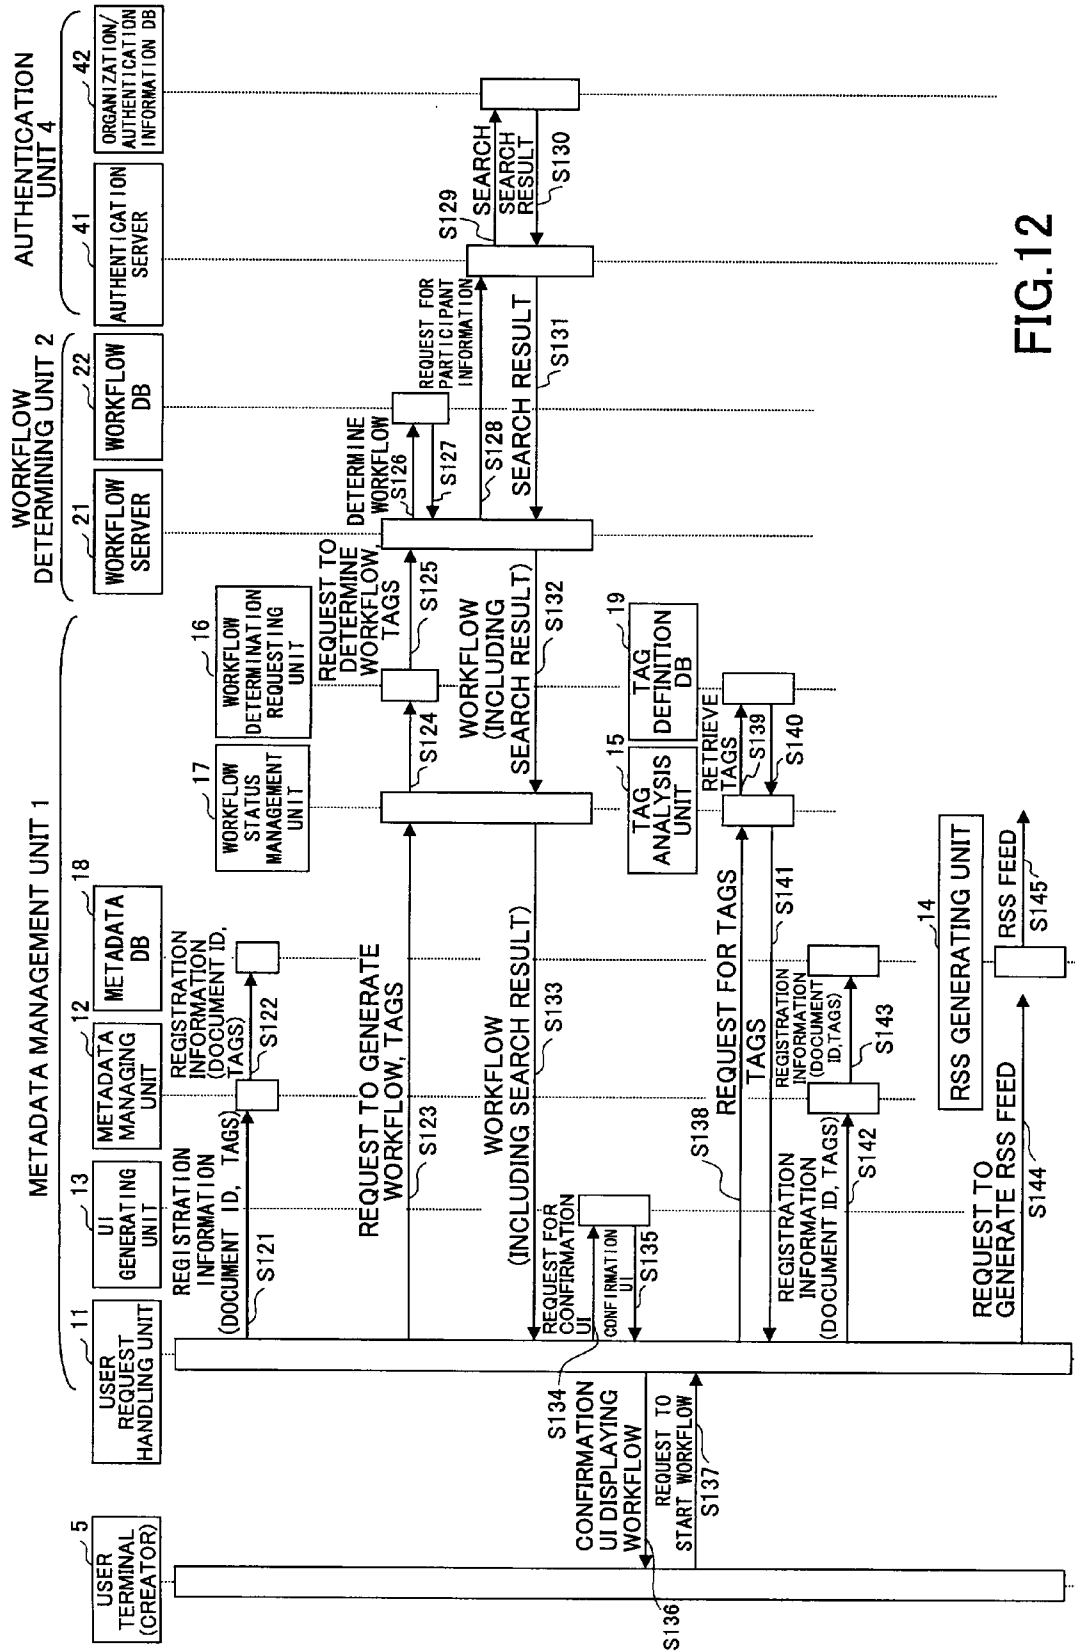 METADATA MANAGEMENT UNIT 1
WORKFLOW
DETERMINING UNIT 2
AUTHENTICATION
UNIT 4
5
USER
TERMINAL
(CREATOR)
11
USER
REQUEST
HANDLING UNIT
13
UI
GENERATING
UNIT
12
METADATA
MANAGING
UNIT
18
METADATA
DB
17
WORKFLOW
STATUS
MANAGEMENT
UNIT
16
WORKFLOW
DETERMINATION
REQUESTING
UNIT
21
WORKFLOW
SERVER
22
WORKFLOW
DB
41
AUTHENTICATION
SERVER
42
ORGANIZATION/
AUTHENTICATION
INFORMATION DB
REGISTRATION
INFORMATION
(DOCUMENT ID, TAGS)
S121
REGISTRATION
INFORMATION
(DOCUMENT ID,
TAGS)
S122
REQUEST TO GENERATE
WORKFLOW, TAGS
S123
S124
REQUEST TO
DETERMINE
WORKFLOW,
TAGS
S125
DETERMINE
WORKFLOW
S126
S127
REQUEST FOR
PARTICIPANT
INFORMATION
S128
S129
SEARCH
SEARCH
RESULT
S130
SEARCH RESULT
S131
WORKFLOW
(INCLUDING
SEARCH RESULT)
S132
WORKFLOW
(INCLUDING SEARCH RESULT)
S133
REQUEST FOR
CONFIRMATION
UI
S134
CONFIRMATION
UI
S135
CONFIRMATION
UI DISPLAYING
WORKFLOW
S136
REQUEST TO
START WORKFLOW
S137
15
TAG
ANALYSIS
UNIT
19
TAG
DEFINITION
DB
S138
REQUEST FOR TAGS
RETRIEVE
TAGS
S139
S140
TAGS
S141
REGISTRATION
INFORMATION
(DOCUMENT ID, TAGS)
S142
REGISTRATION
INFORMATION
(DOCUMENT
ID,TAGS)
S143
14
RSS GENERATING UNIT
REQUEST TO
GENERATE RSS FEED
S144
RSS FEED
S145
FIG.12